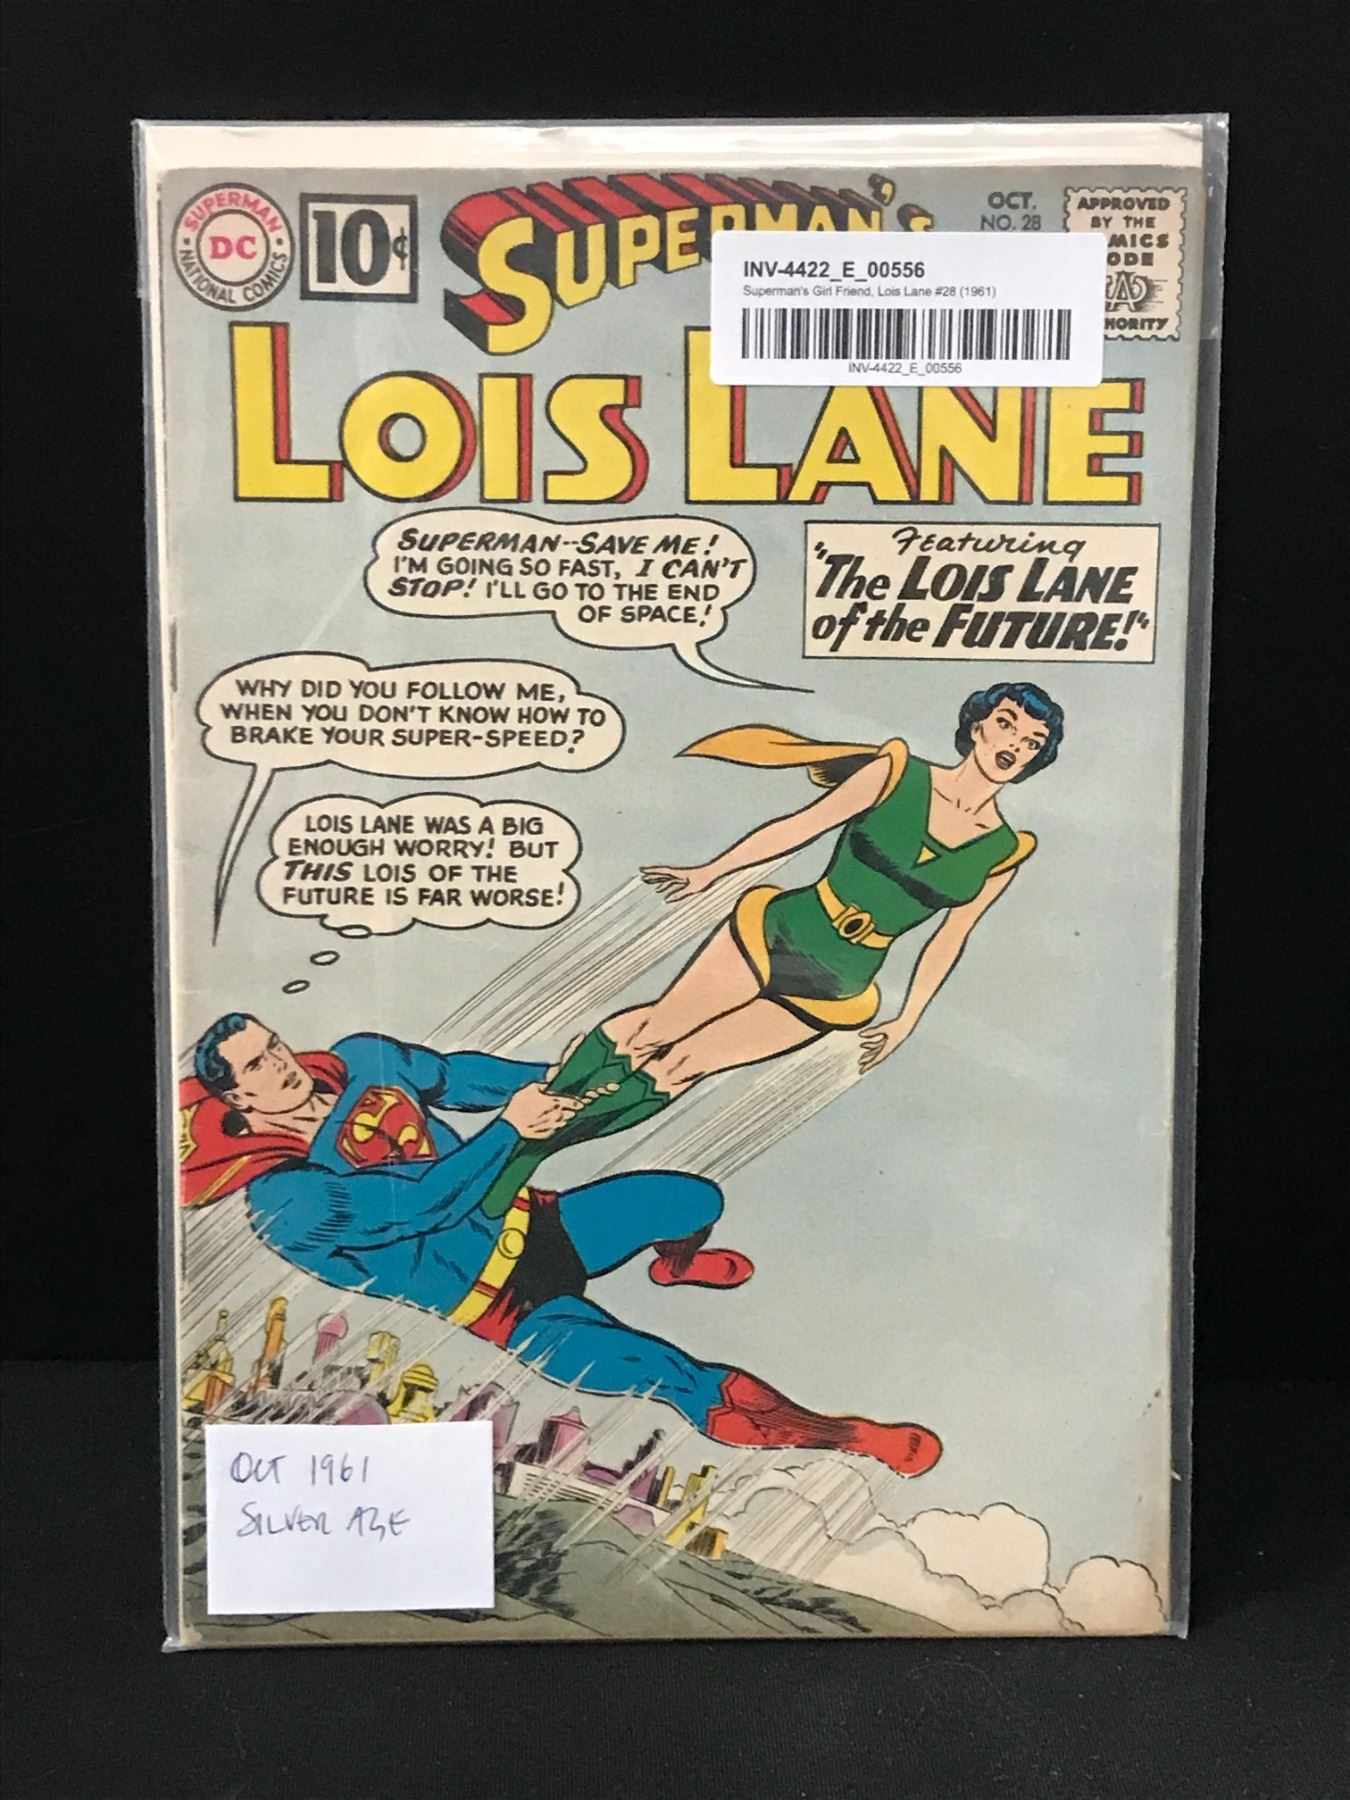 SUPERMAN
DC
NATIONAL COMICS
10¢
SUPERMAN'S
OCT.
NO. 28
APPROVED
BY THE
MICS
ODE
HORITY
INV-4422_E_00556
Superman's Girl Friend, Lois Lane #28 (1961)
INV-4422_E_00556
LOIS LANE
SUPERMAN--SAVE ME!
I'M GOING SO FAST, I CAN'T
STOP! I'LL GO TO THE END
OF SPACE!
Featuring
"The LOIS LANE
of the FUTURE!"
WHY DID YOU FOLLOW ME,
WHEN YOU DON'T KNOW HOW TO
BRAKE YOUR SUPER-SPEED?
LOIS LANE WAS A BIG
ENOUGH WORRY! BUT
THIS LOIS OF THE
FUTURE IS FAR WORSE!
S
OCT 1961
SILVER AGE